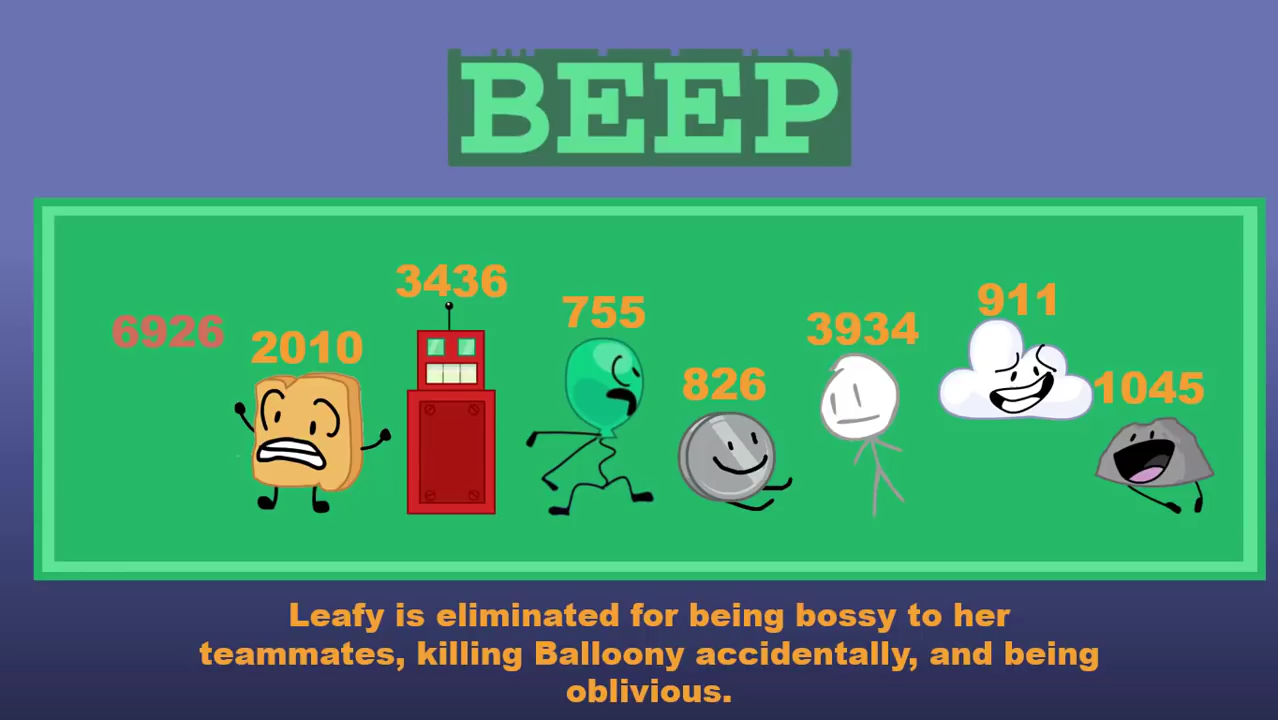 BEEP
6926
2010
3436
755
826
3934
911
1045
Leafy is eliminated for being bossy to her
teammates, killing Balloony accidentally, and being
oblivious.